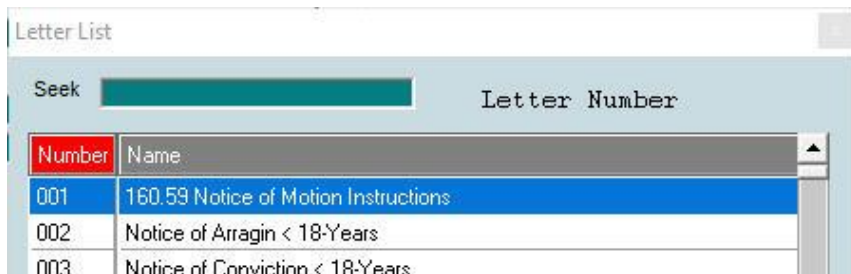 Letter List
Seek Letter Number
Number Name
001 160.59 Notice of Motion Instructions
002 Notice of Arragin < 18-Years
003 Notice of Conviction < 18-Years